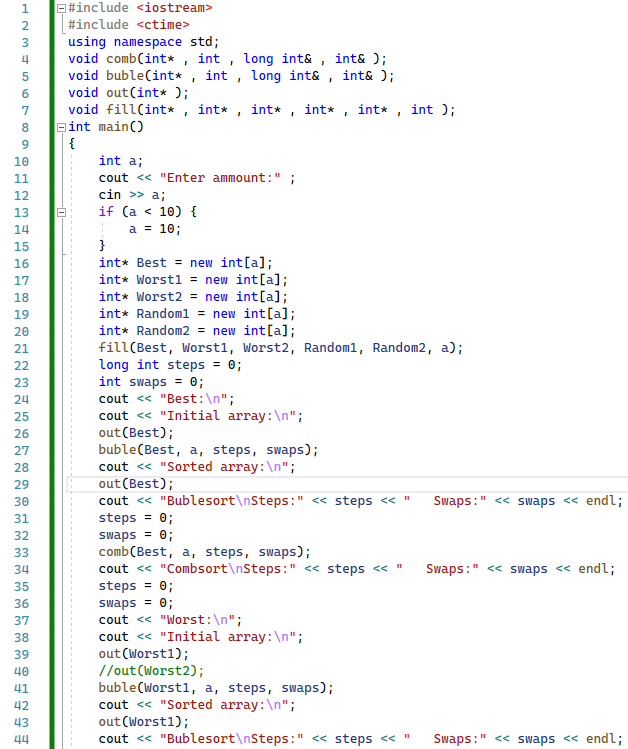 1 #include <iostream>
2 #include <ctime>
3 using namespace std;
4 void comb(int* , int , long int& , int& );
5 void buble(int* , int , long int& , int& );
6 void out(int* );
7 void fill(int* , int* , int* , int* , int* , int );
8 int main()
9 {
10 int a;
11 cout << "Enter ammount:" ;
12 cin >> a;
13 if (a < 10) {
14 a = 10;
15 }
16 int* Best = new int[a];
17 int* Worst1 = new int[a];
18 int* Worst2 = new int[a];
19 int* Random1 = new int[a];
20 int* Random2 = new int[a];
21 fill(Best, Worst1, Worst2, Random1, Random2, a);
22 long int steps = 0;
23 int swaps = 0;
24 cout << "Best:\n";
25 cout << "Initial array:\n";
26 out(Best);
27 buble(Best, a, steps, swaps);
28 cout << "Sorted array:\n";
29 out(Best);
30 cout << "Bublesort\nSteps:" << steps << "   Swaps:" << swaps << endl;
31 steps = 0;
32 swaps = 0;
33 comb(Best, a, steps, swaps);
34 cout << "Combsort\nSteps:" << steps << "   Swaps:" << swaps << endl;
35 steps = 0;
36 swaps = 0;
37 cout << "Worst:\n";
38 cout << "Initial array:\n";
39 out(Worst1);
40 //out(Worst2);
41 buble(Worst1, a, steps, swaps);
42 cout << "Sorted array:\n";
43 out(Worst1);
44 cout << "Bublesort\nSteps:" << steps << "   Swaps:" << swaps << endl;